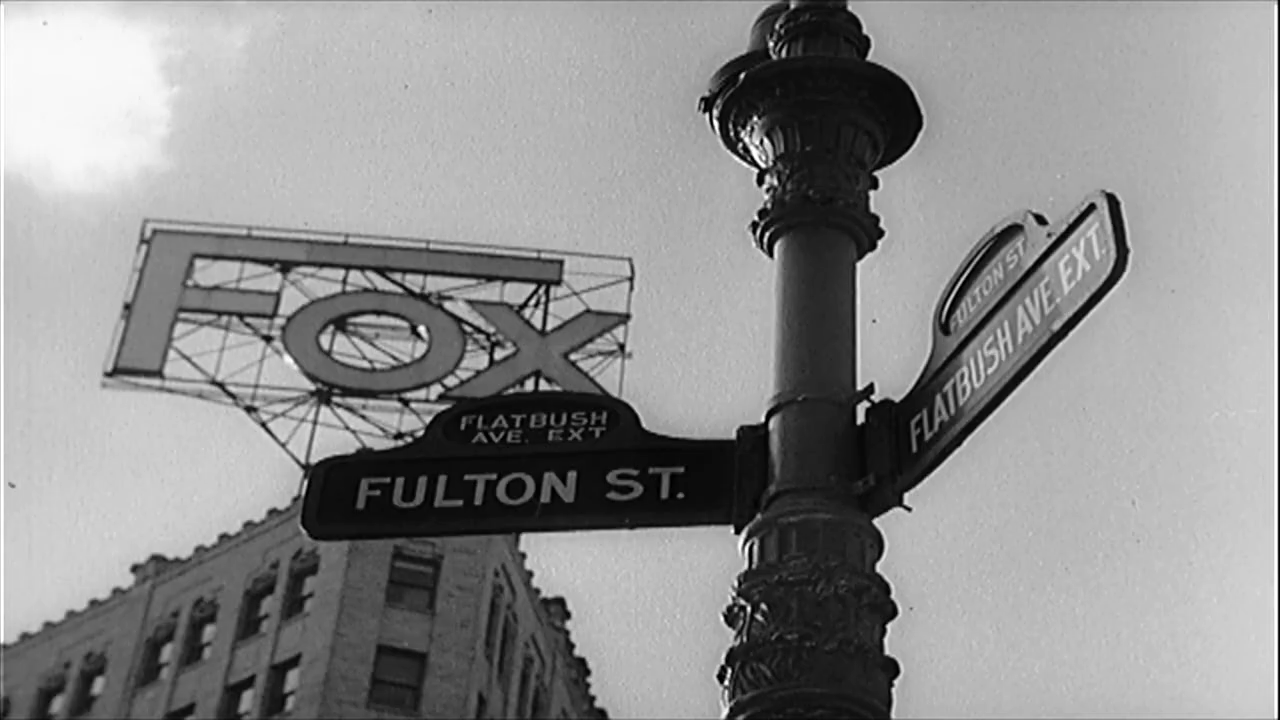 FOX
FLATBUSH
AVE. EXT
FULTON ST.
FULTON ST.
FLATBUSH AVE. EXT.